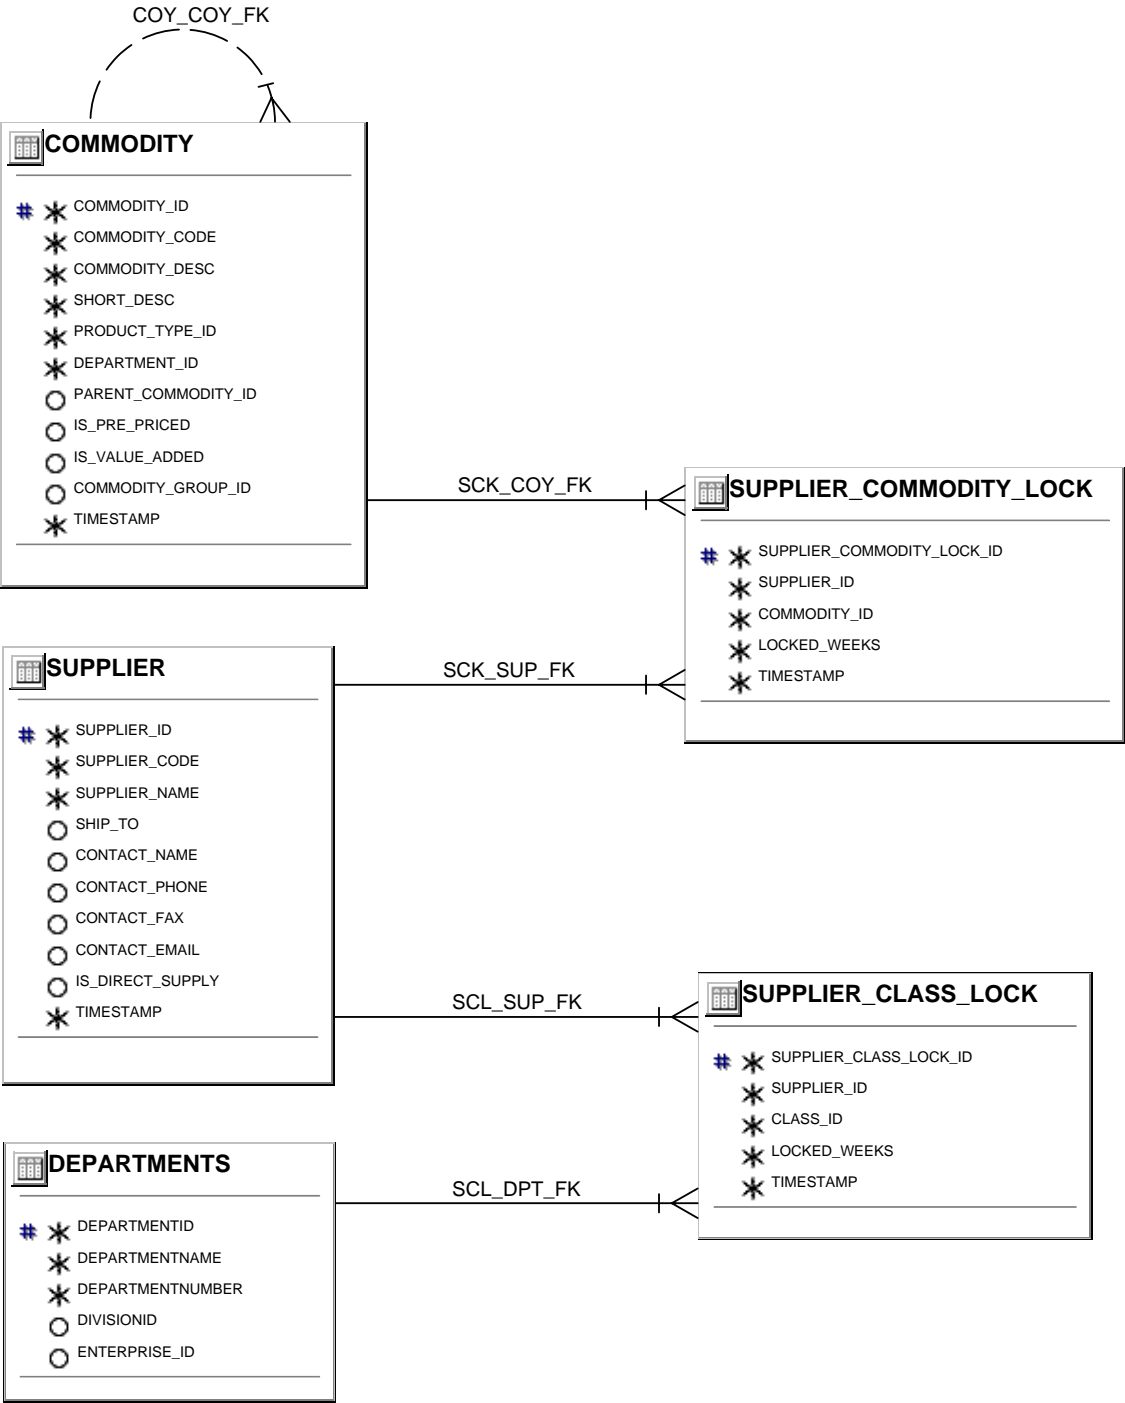 COY_COY_FK
COMMODITY
# COMMODITY_ID
COMMODITY_CODE
COMMODITY_DESC
SHORT_DESC
PRODUCT_TYPE_ID
DEPARTMENT_ID
PARENT_COMMODITY_ID
IS_PRE_PRICED
IS_VALUE_ADDED
COMMODITY_GROUP_ID
TIMESTAMP
SCK_COY_FK
SUPPLIER_COMMODITY_LOCK
# SUPPLIER_COMMODITY_LOCK_ID
SUPPLIER_ID
COMMODITY_ID
LOCKED_WEEKS
TIMESTAMP
SCK_SUP_FK
SUPPLIER
# SUPPLIER_ID
SUPPLIER_CODE
SUPPLIER_NAME
SHIP_TO
CONTACT_NAME
CONTACT_PHONE
CONTACT_FAX
CONTACT_EMAIL
IS_DIRECT_SUPPLY
TIMESTAMP
SCL_SUP_FK
SUPPLIER_CLASS_LOCK
# SUPPLIER_CLASS_LOCK_ID
SUPPLIER_ID
CLASS_ID
LOCKED_WEEKS
TIMESTAMP
SCL_DPT_FK
DEPARTMENTS
# DEPARTMENTID
DEPARTMENTNAME
DEPARTMENTNUMBER
DIVISIONID
ENTERPRISE_ID